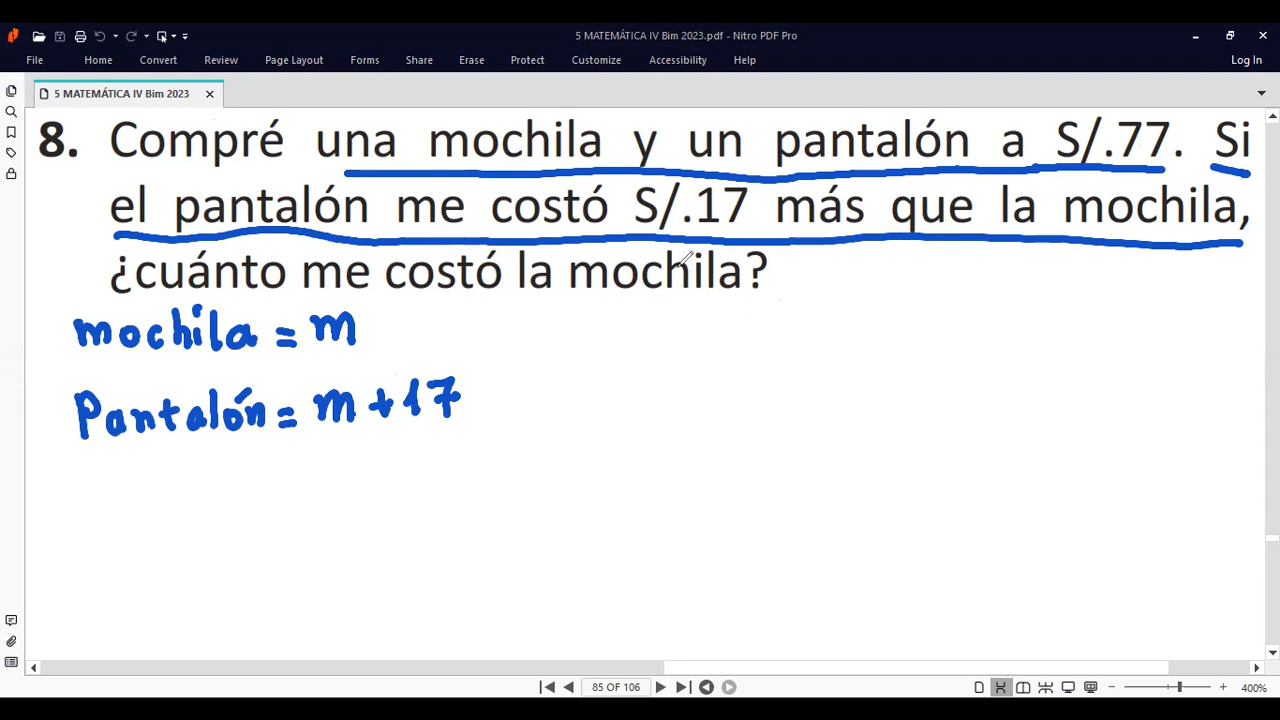 5 MATEMÁTICA IV Bim 2023.pdf - Nitro PDF Pro
File Home Convert Review Page Layout Forms Share Erase Protect Customize Accessibility Help Log In
5 MATEMÁTICA IV Bim 2023
8. Compré una mochila y un pantalón a S/.77. Si
el pantalón me costó S/.17 más que la mochila,
¿cuánto me costó la mochila?
mochila = m
Pantalón = m + 17
85 OF 106
400%